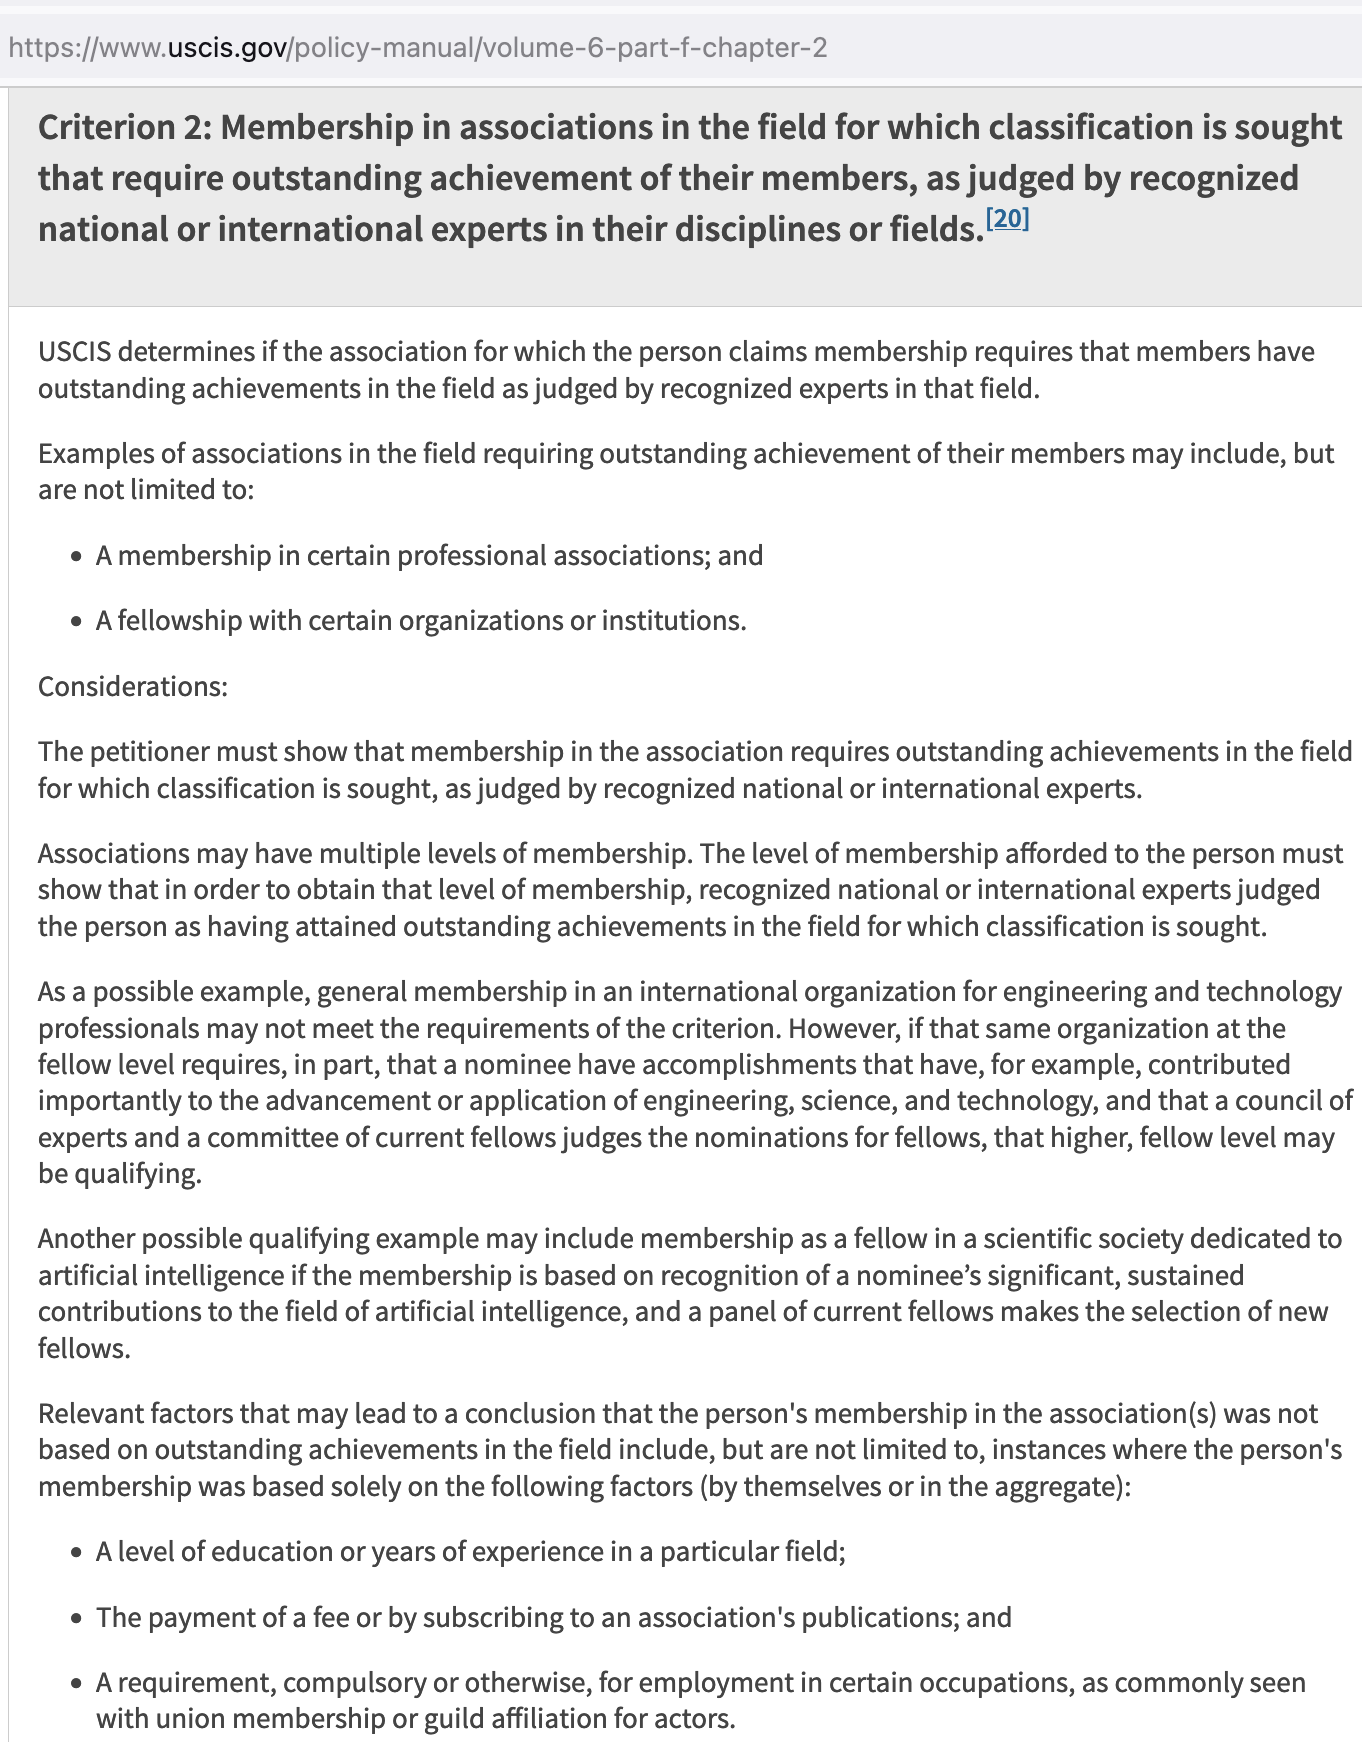 https://www.uscis.gov/policy-manual/volume-6-part-f-chapter-2
Criterion 2: Membership in associations in the field for which classification is sought
that require outstanding achievement of their members, as judged by recognized
national or international experts in their disciplines or fields.[20]
USCIS determines if the association for which the person claims membership requires that members have
outstanding achievements in the field as judged by recognized experts in that field.
Examples of associations in the field requiring outstanding achievement of their members may include, but
are not limited to:
• A membership in certain professional associations; and
• A fellowship with certain organizations or institutions.
Considerations:
The petitioner must show that membership in the association requires outstanding achievements in the field
for which classification is sought, as judged by recognized national or international experts.
Associations may have multiple levels of membership. The level of membership afforded to the person must
show that in order to obtain that level of membership, recognized national or international experts judged
the person as having attained outstanding achievements in the field for which classification is sought.
As a possible example, general membership in an international organization for engineering and technology
professionals may not meet the requirements of the criterion. However, if that same organization at the
fellow level requires, in part, that a nominee have accomplishments that have, for example, contributed
importantly to the advancement or application of engineering, science, and technology, and that a council of
experts and a committee of current fellows judges the nominations for fellows, that higher, fellow level may
be qualifying.
Another possible qualifying example may include membership as a fellow in a scientific society dedicated to
artificial intelligence if the membership is based on recognition of a nominee’s significant, sustained
contributions to the field of artificial intelligence, and a panel of current fellows makes the selection of new
fellows.
Relevant factors that may lead to a conclusion that the person's membership in the association(s) was not
based on outstanding achievements in the field include, but are not limited to, instances where the person's
membership was based solely on the following factors (by themselves or in the aggregate):
• A level of education or years of experience in a particular field;
• The payment of a fee or by subscribing to an association's publications; and
• A requirement, compulsory or otherwise, for employment in certain occupations, as commonly seen
with union membership or guild affiliation for actors.